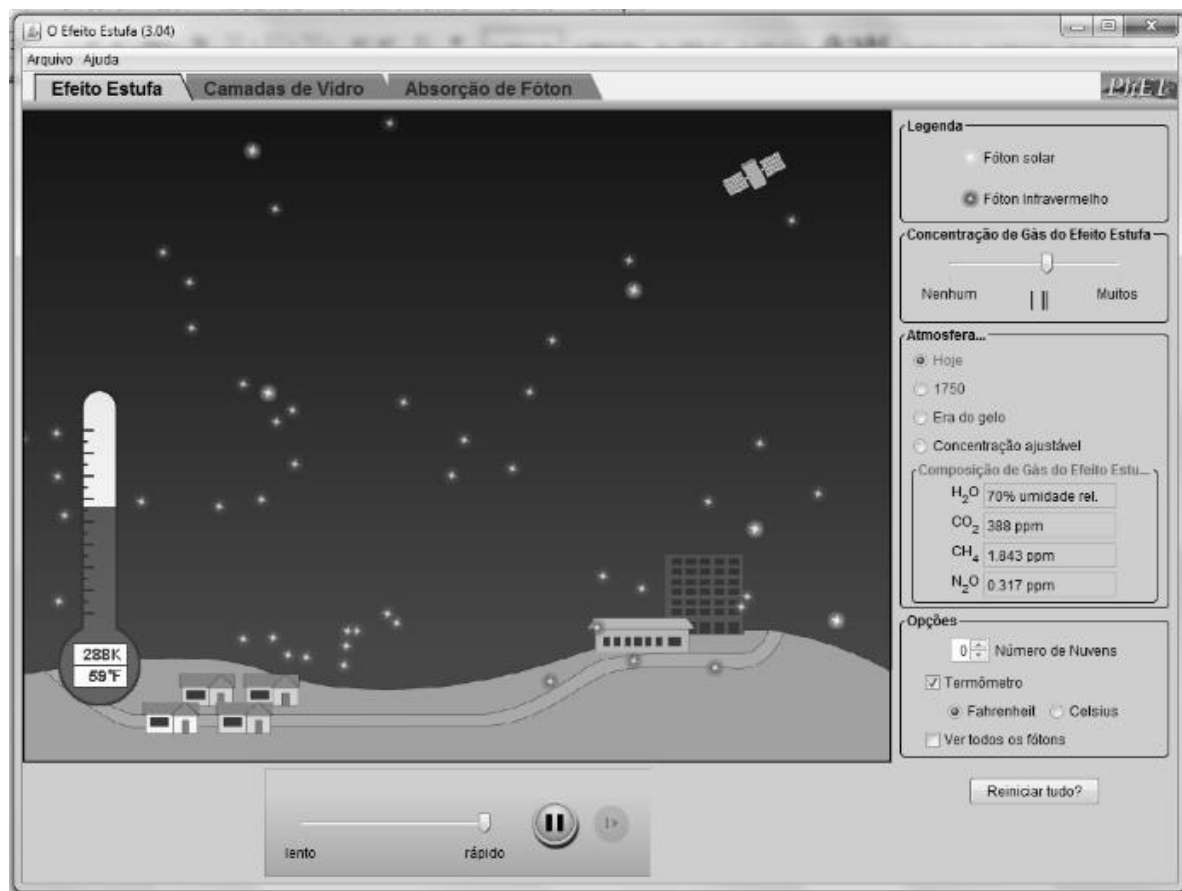 O Efeito Estufa (3.04)
Arquivo Ajuda
Efeito Estufa Camadas de Vidro Absorção de Fóton
PhET
Legenda
Fóton solar
Fóton Infravermelho
Concentração de Gás do Efeito Estufa
Nenhum Muitos
Atmosfera...
Hoje
1750
Era do gelo
Concentração ajustável
Composição de Gás do Efeito Estu...
H2O 70% umidade rel.
CO2 388 ppm
CH4 1.843 ppm
N2O 0.317 ppm
Opções
0 Número de Nuvens
Termômetro
Fahrenheit Celsius
Ver todos os fótons
Reiniciar tudo?
288K
59°F
lento rápido